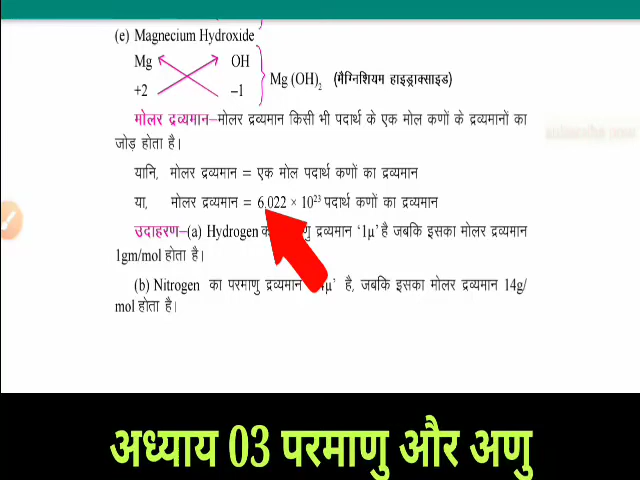 (e) Magnecium Hydroxide
Mg OH
+2 –1
Mg (OH)2 (मैग्निशियम हाइड्राक्साइड)
मोलर द्रव्यमान–मोलर द्रव्यमान किसी भी पदार्थ के एक मोल कणों के द्रव्यमानों का
जोड़ होता है।
यानि, मोलर द्रव्यमान = एक मोल पदार्थ कणों का द्रव्यमान
या, मोलर द्रव्यमान = 6.022 × 10²³ पदार्थ कणों का द्रव्यमान
उदाहरण–(a) Hydrogen द्रव्यमान ‘1µ’ है जबकि इसका मोलर द्रव्यमान
1gm/mol होता है।
(b) Nitrogen का परमाणु द्रव्यमान है, जबकि इसका मोलर द्रव्यमान 14g/
mol होता है।
अध्याय 03 परमाणु और अणु